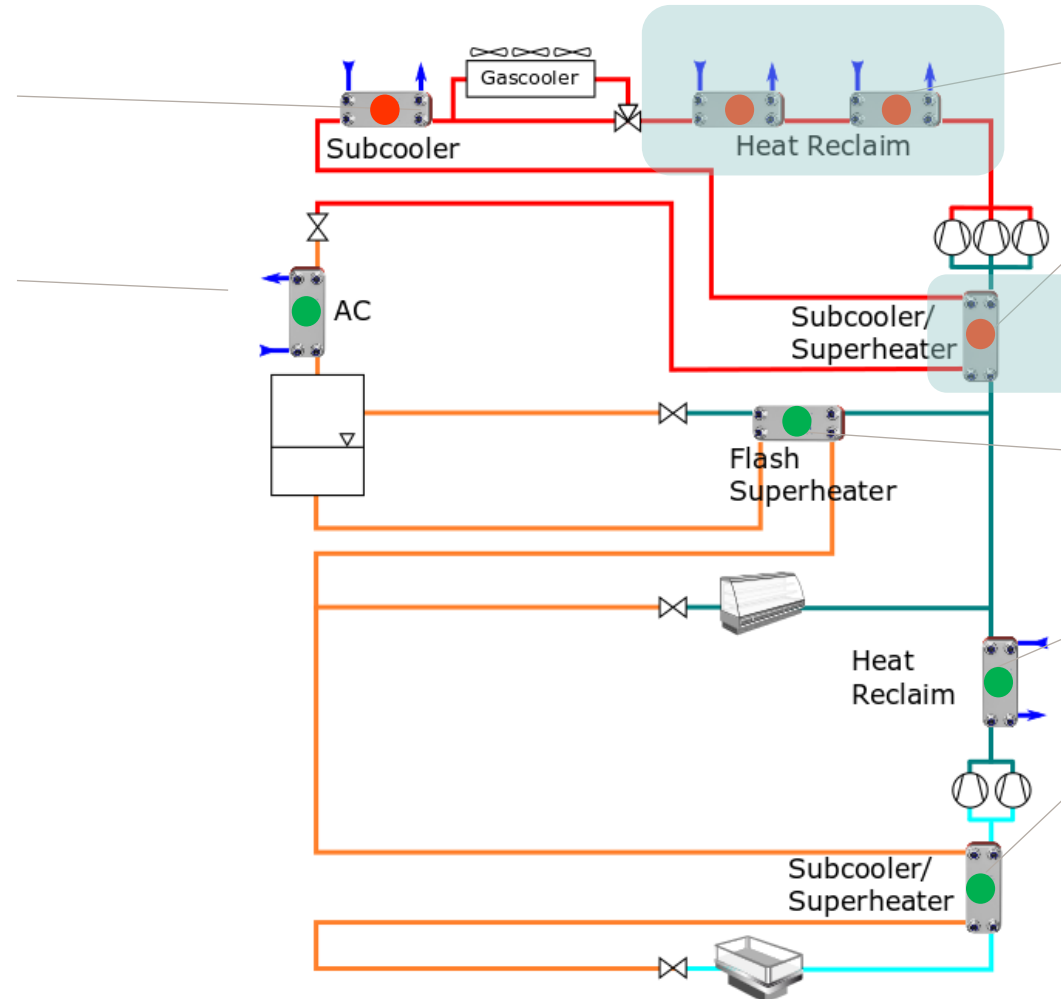 Gascooler
Subcooler
Heat Reclaim
AC
Subcooler/
Superheater
Flash
Superheater
Heat
Reclaim
Subcooler/
Superheater